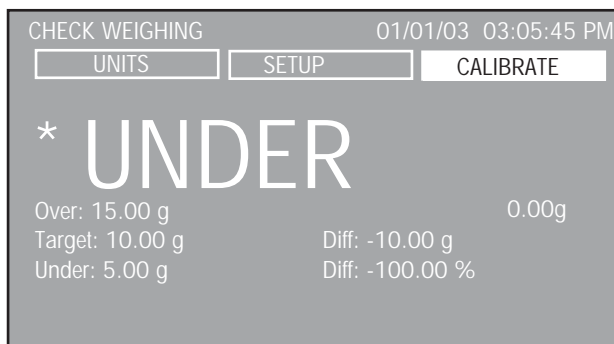 CHECK WEIGHING 01/01/03 03:05:45 PM
UNITS SETUP CALIBRATE
* UNDER
Over: 15.00 g 0.00g
Target: 10.00 g Diff: -10.00 g
Under: 5.00 g Diff: -100.00 %